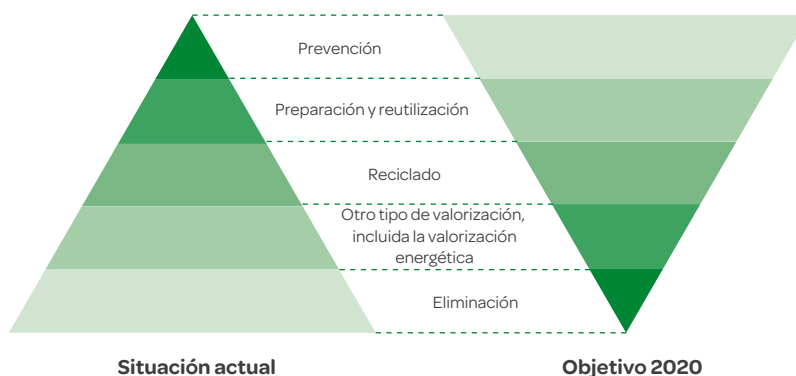 Prevención
Preparación y reutilización
Reciclado
Otro tipo de valorización,
incluida la valorización
energética
Eliminación
Situación actual
Objetivo 2020